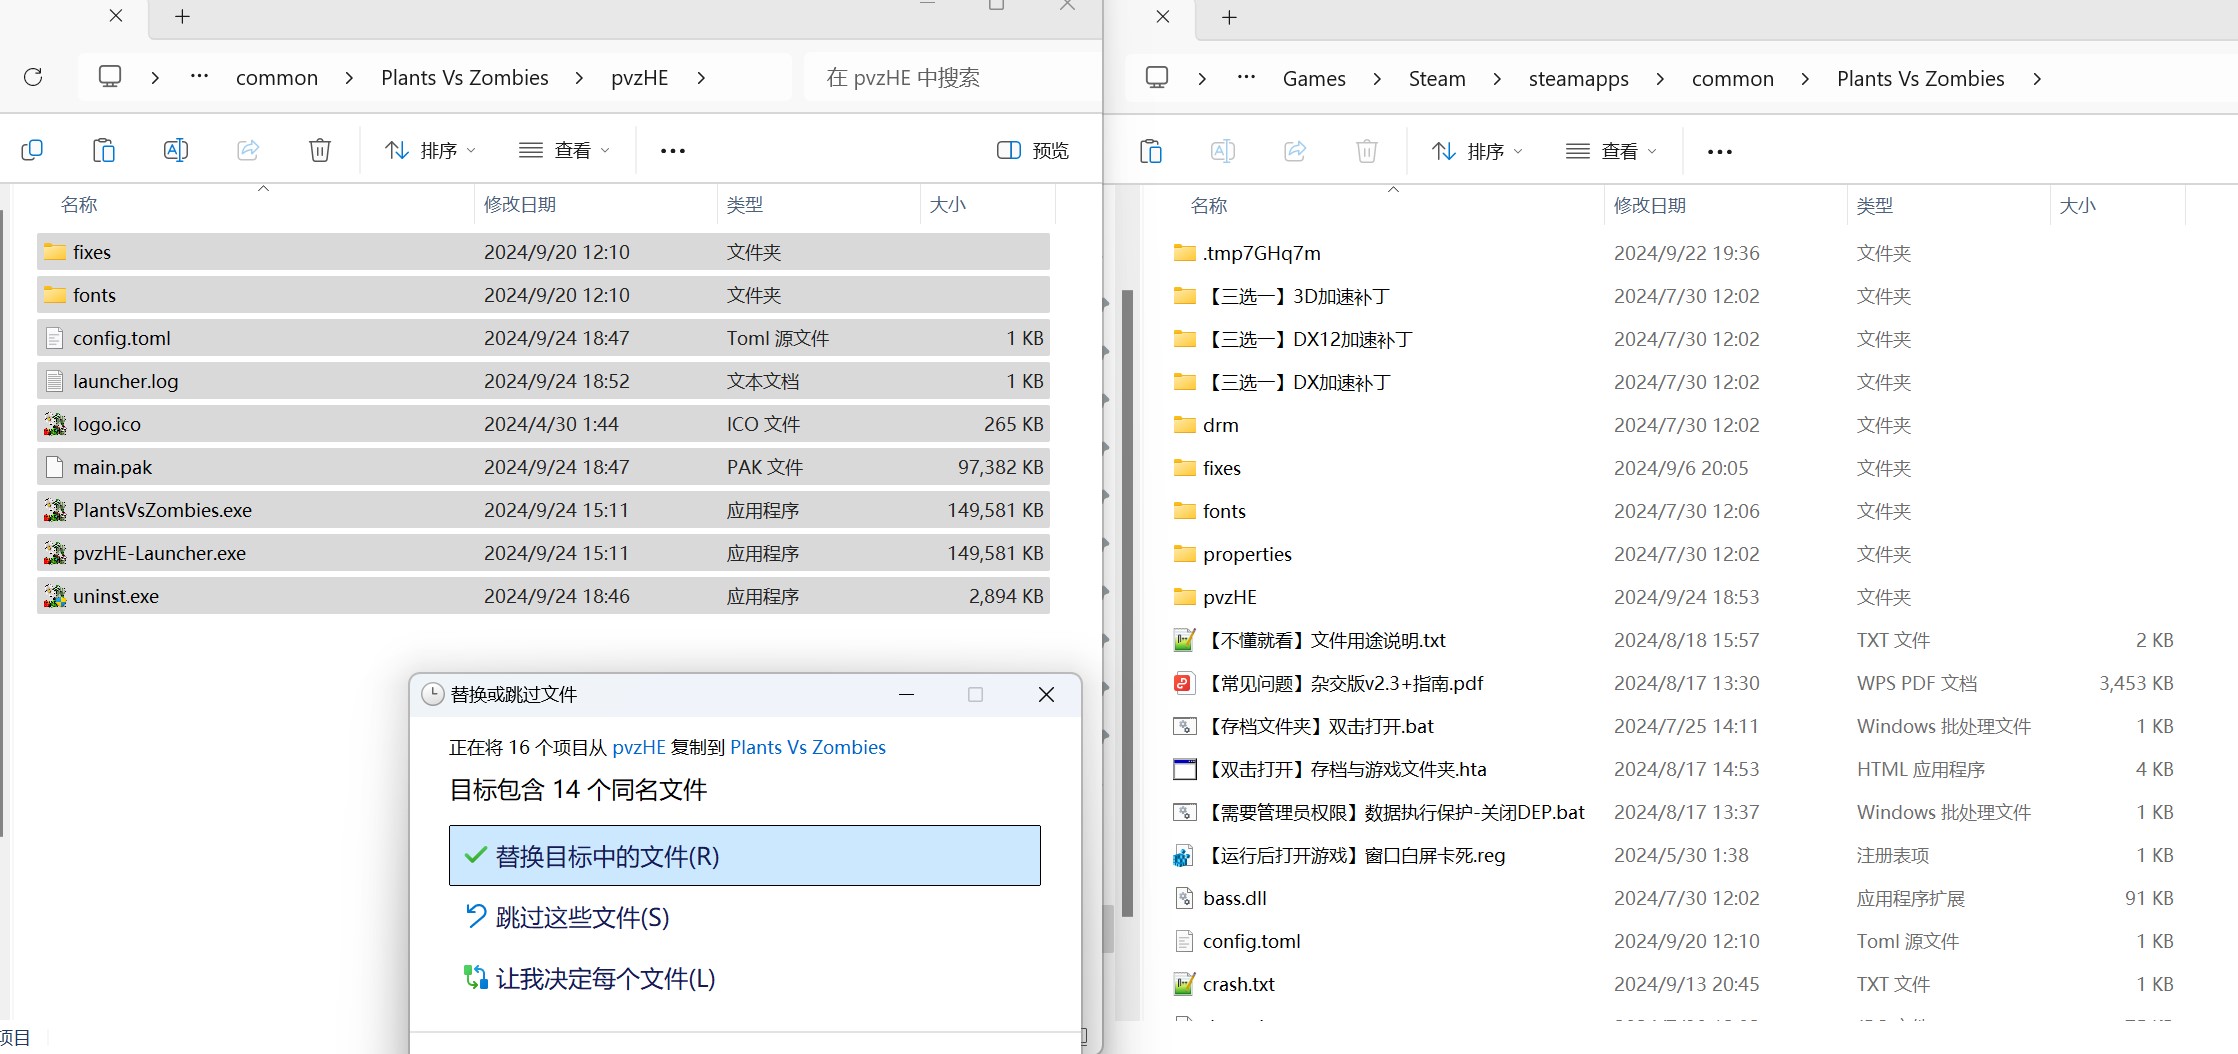 common
Plants Vs Zombies
pvzHE
在 pvzHE 中搜索
排序
查看
预览
名称
修改日期
类型
大小
fixes 2024/9/20 12:10 文件夹
fonts 2024/9/20 12:10 文件夹
config.toml 2024/9/24 18:47 Toml 源文件 1 KB
launcher.log 2024/9/24 18:52 文本文档 1 KB
logo.ico 2024/4/30 1:44 ICO 文件 265 KB
main.pak 2024/9/24 18:47 PAK 文件 97,382 KB
PlantsVsZombies.exe 2024/9/24 15:11 应用程序 149,581 KB
pvzHE-Launcher.exe 2024/9/24 15:11 应用程序 149,581 KB
uninst.exe 2024/9/24 18:46 应用程序 2,894 KB
替换或跳过文件
正在将 16 个项目从 pvzHE 复制到 Plants Vs Zombies
目标包含 14 个同名文件
替换目标中的文件(R)
跳过这些文件(S)
让我决定每个文件(L)
项目
Games
Steam
steamapps
common
Plants Vs Zombies
排序
查看
名称
修改日期
类型
大小
.tmp7GHq7m 2024/9/22 19:36 文件夹
【三选一】3D加速补丁 2024/7/30 12:02 文件夹
【三选一】DX12加速补丁 2024/7/30 12:02 文件夹
【三选一】DX加速补丁 2024/7/30 12:02 文件夹
drm 2024/7/30 12:02 文件夹
fixes 2024/9/6 20:05 文件夹
fonts 2024/7/30 12:06 文件夹
properties 2024/7/30 12:02 文件夹
pvzHE 2024/9/24 18:53 文件夹
【不懂就看】文件用途说明.txt 2024/8/18 15:57 TXT 文件 2 KB
【常见问题】杂交版v2.3+指南.pdf 2024/8/17 13:30 WPS PDF 文档 3,453 KB
【存档文件夹】双击打开.bat 2024/7/25 14:11 Windows 批处理文件 1 KB
【双击打开】存档与游戏文件夹.hta 2024/8/17 14:53 HTML 应用程序 4 KB
【需要管理员权限】数据执行保护-关闭DEP.bat 2024/8/17 13:37 Windows 批处理文件 1 KB
【运行后打开游戏】窗口白屏卡死.reg 2024/5/30 1:38 注册表项 1 KB
bass.dll 2024/7/30 12:02 应用程序扩展 91 KB
config.toml 2024/9/20 12:10 Toml 源文件 1 KB
crash.txt 2024/9/13 20:45 TXT 文件 1 KB